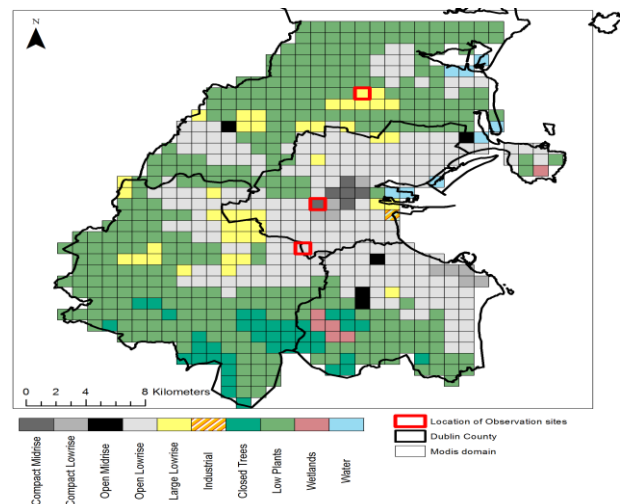 N
0 2 4 8 Kilometers
Compact Midrise
Compact Lowrise
Open Midrise
Open Lowrise
Large Lowrise
Industrial
Closed Trees
Low Plants
Wetlands
Water
Location of Observation sites
Dublin County
Modis domain